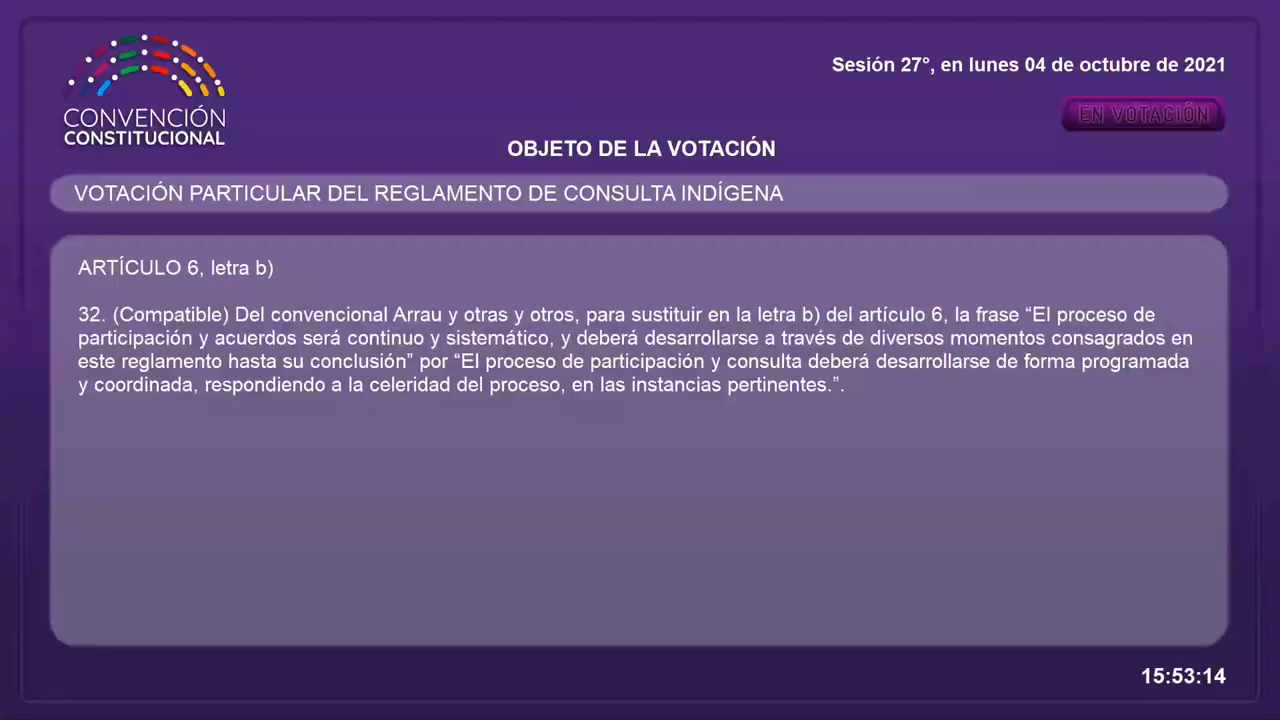 CONVENCIÓN
CONSTITUCIONAL
Sesión 27°, en lunes 04 de octubre de 2021
EN VOTACIÓN
OBJETO DE LA VOTACIÓN
VOTACIÓN PARTICULAR DEL REGLAMENTO DE CONSULTA INDÍGENA
ARTÍCULO 6, letra b)
32. (Compatible) Del convencional Arrau y otras y otros, para sustituir en la letra b) del artículo 6, la frase “El proceso de
participación y acuerdos será continuo y sistemático, y deberá desarrollarse a través de diversos momentos consagrados en
este reglamento hasta su conclusión” por “El proceso de participación y consulta deberá desarrollarse de forma programada
y coordinada, respondiendo a la celeridad del proceso, en las instancias pertinentes.”.
15:53:14